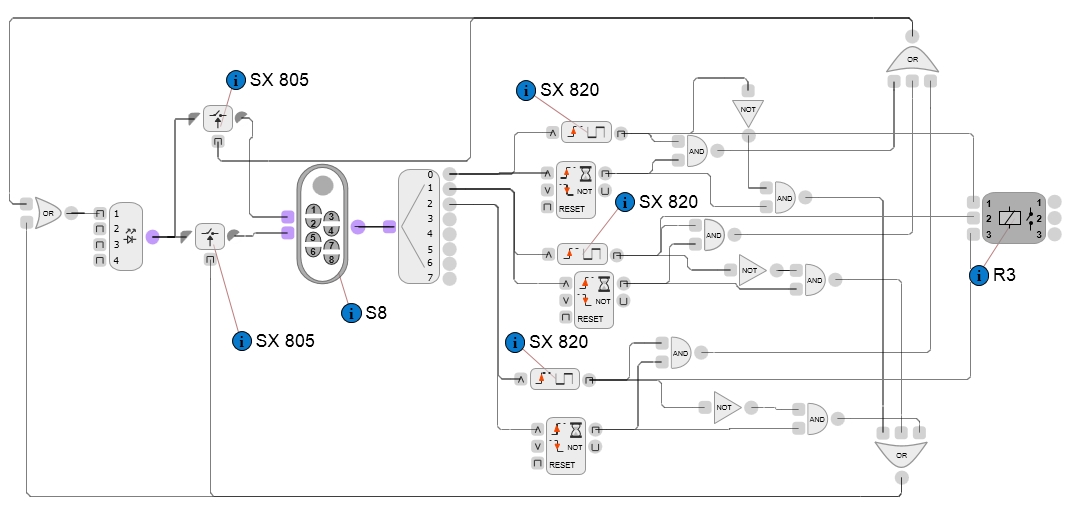 SX 805
SX 820
OR
NOT
AND
0
1
2
3
4
5
6
7
NOT
RESET
SX 820
AND
OR
1
2
3
4
1
2
3
4
5
6
7
8
AND
1 1
2 2
3 3
R3
NOT
AND
NOT
RESET
S8
SX 805
SX 820
AND
NOT
AND
NOT
RESET
OR